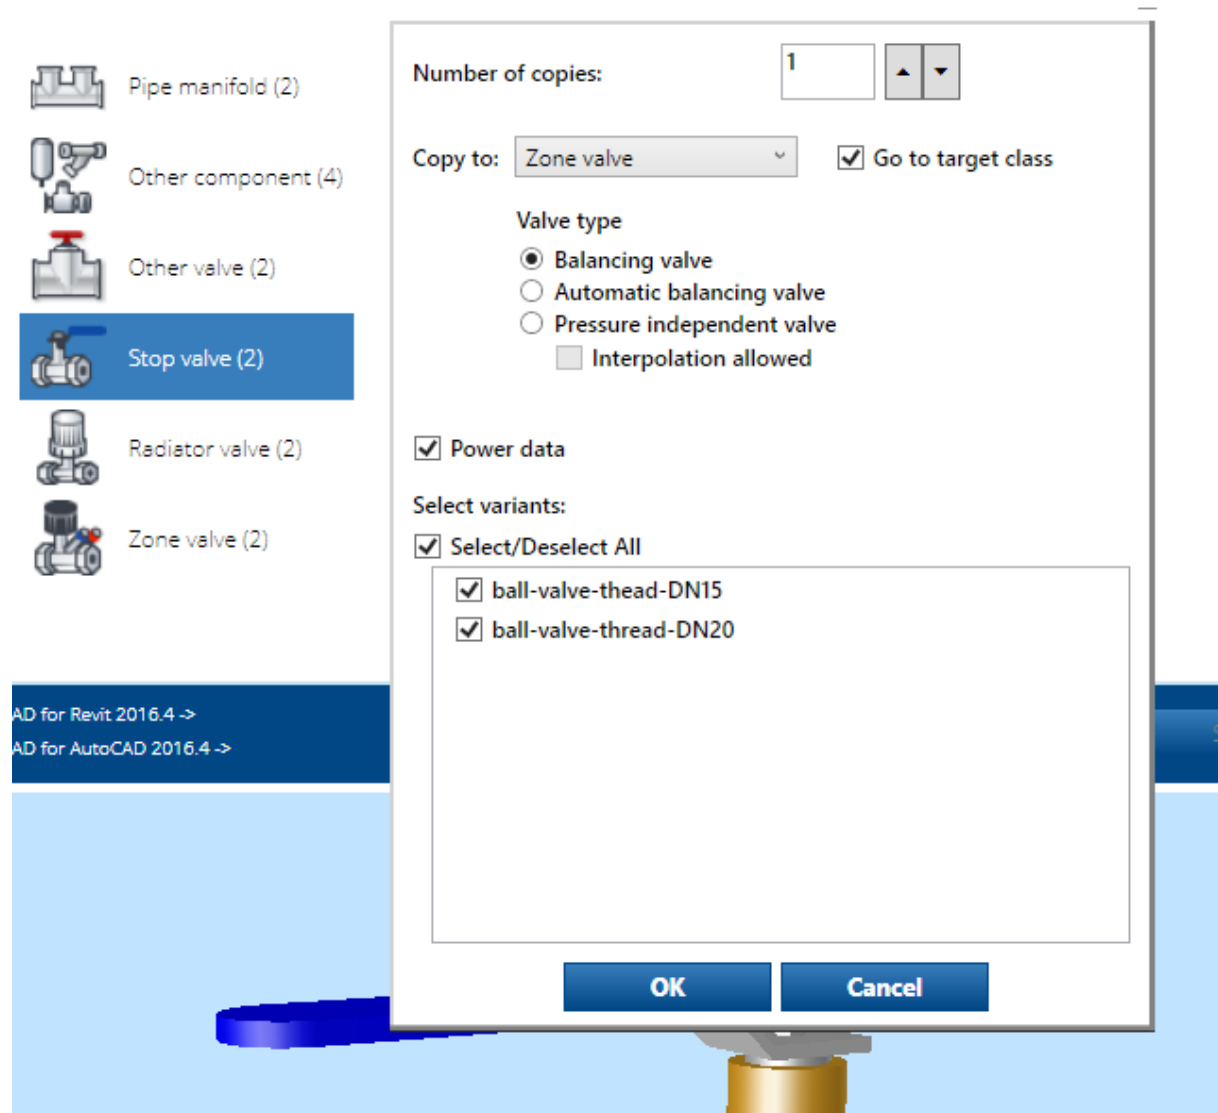 Pipe manifold (2)
Other component (4)
Other valve (2)
Stop valve (2)
Radiator valve (2)
Zone valve (2)
Number of copies:
1
Copy to:
Zone valve
Go to target class
Valve type
Balancing valve
Automatic balancing valve
Pressure independent valve
Interpolation allowed
Power data
Select variants:
Select/Deselect All
ball-valve-thead-DN15
ball-valve-thread-DN20
OK
Cancel
AD for Revit 2016.4 ->
AD for AutoCAD 2016.4 ->